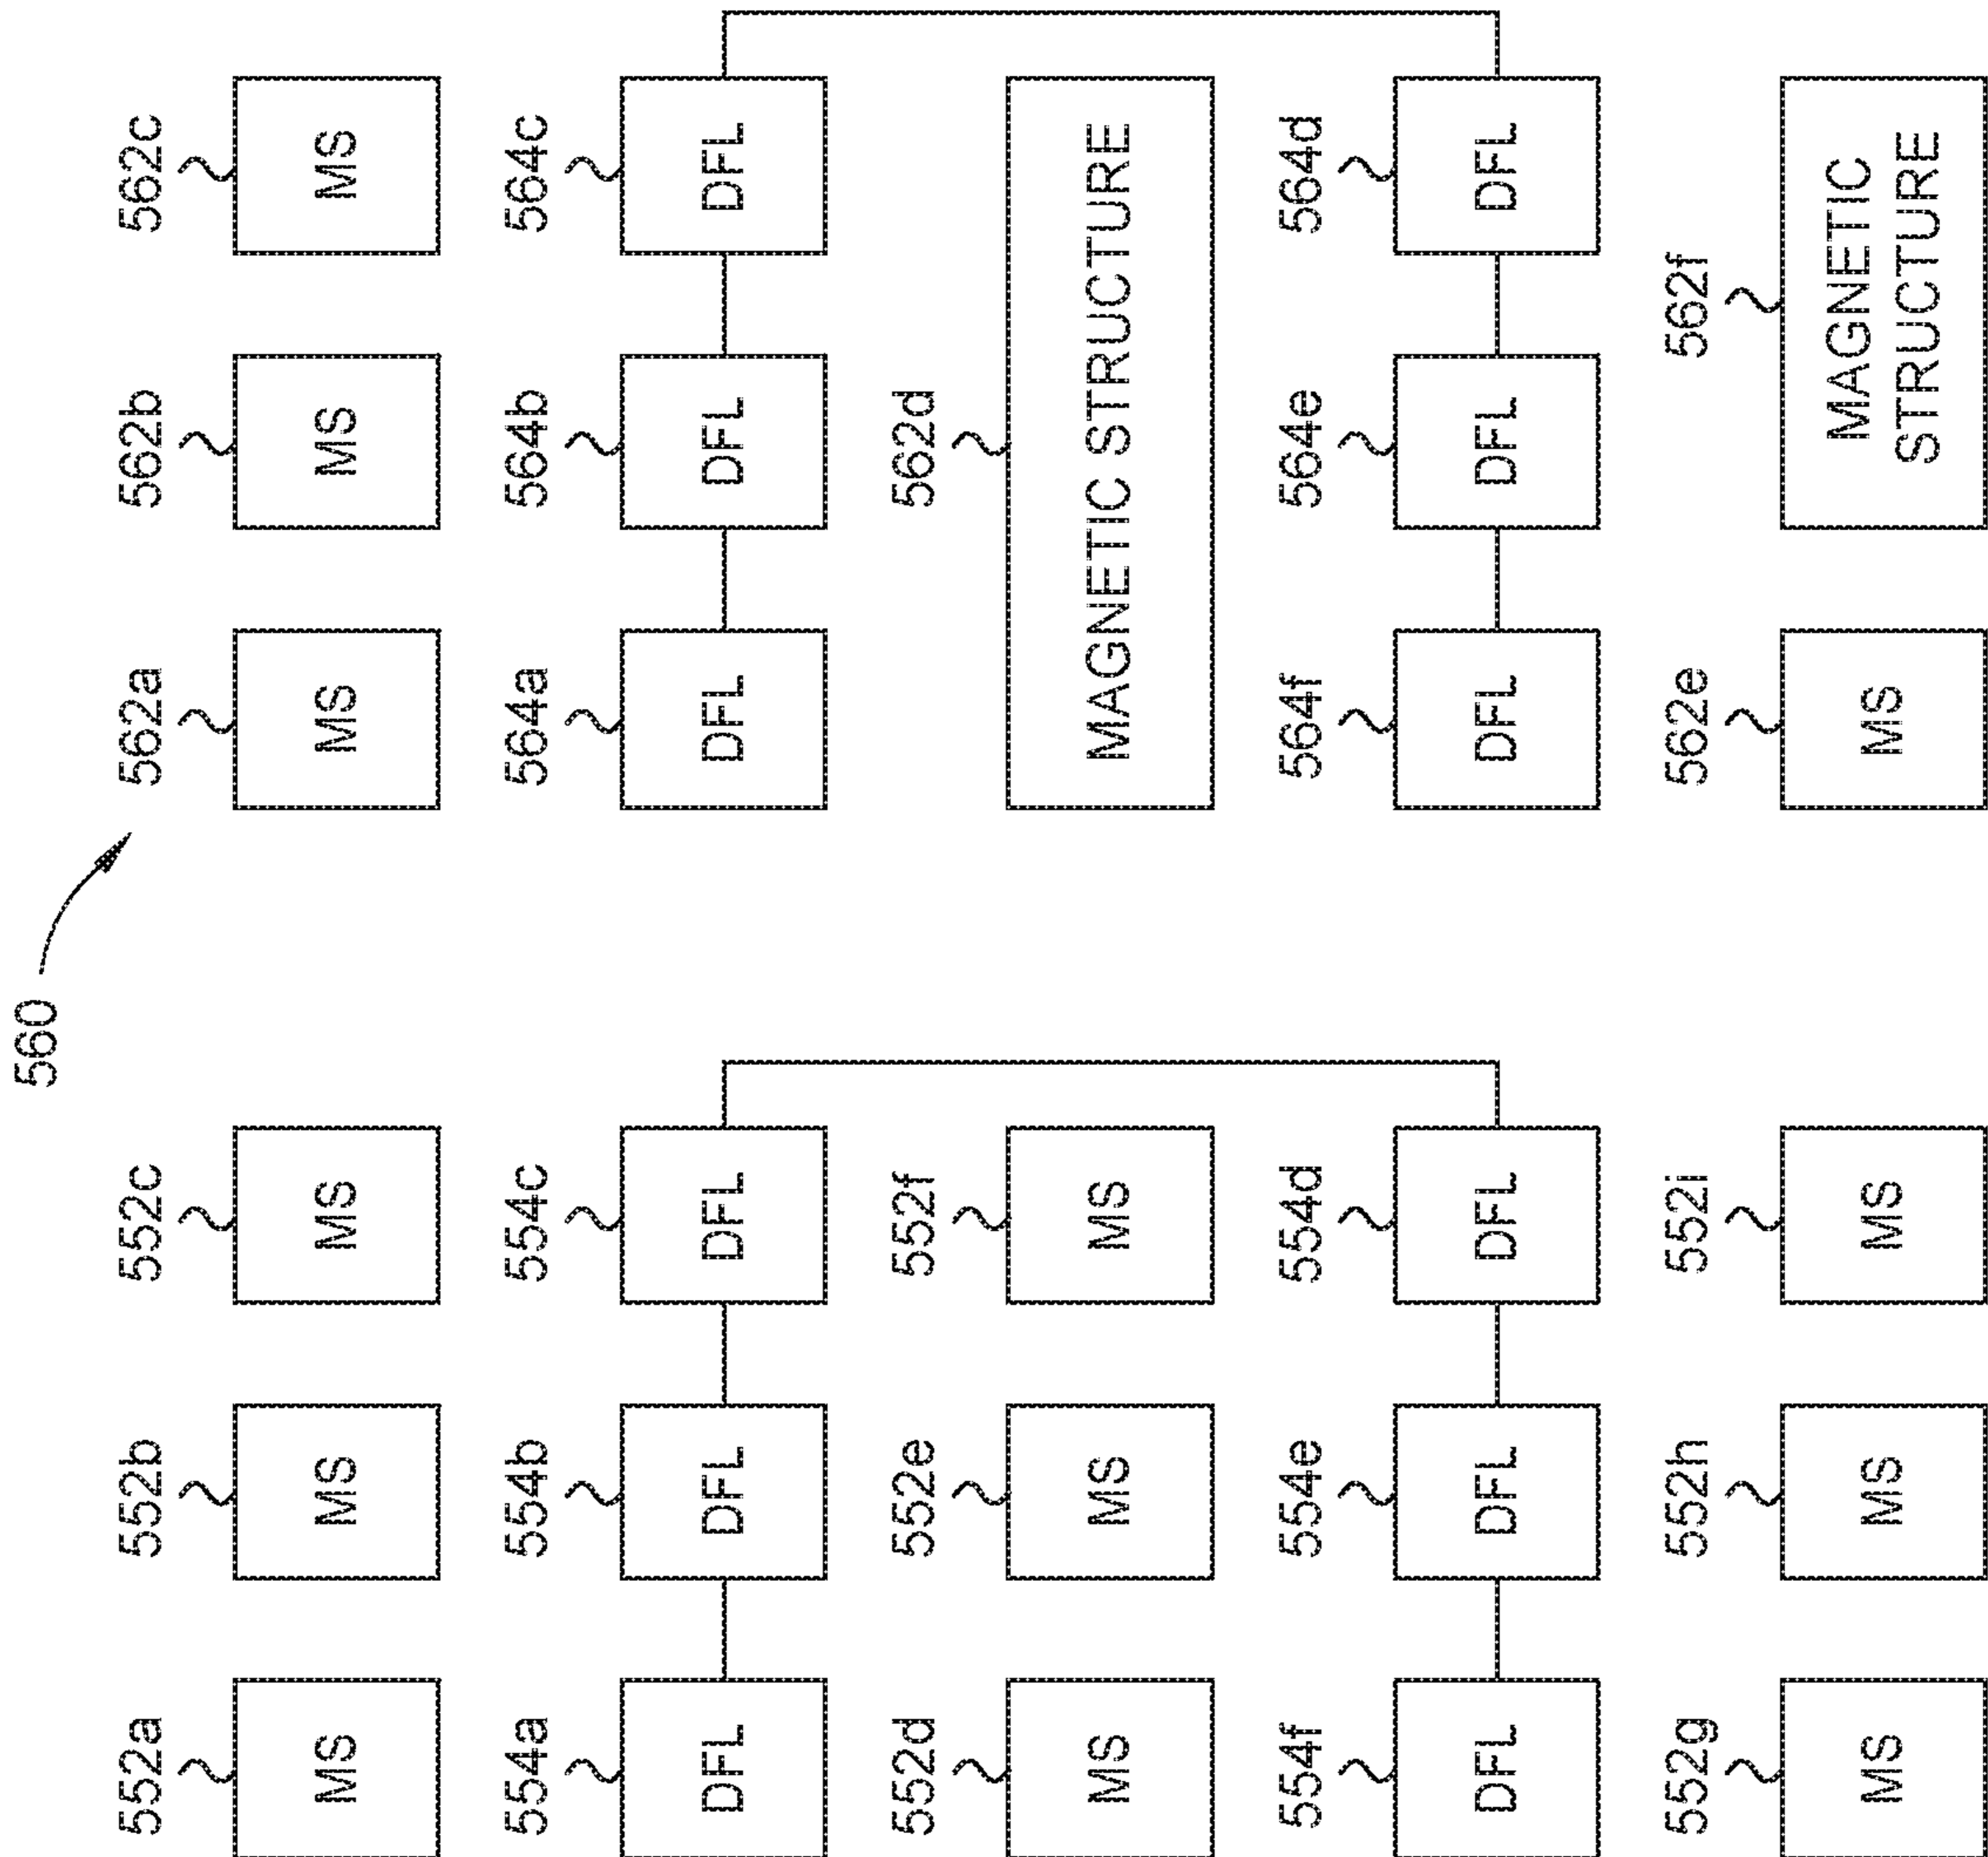 560
552a 552b 552c 562a 562b 562c
MS MS MS MS MS MS
554a 554b 554c 564a 564b 564c
DFL DFL DFL DFL DFL DFL
552d 552e 552f 562d
MS MS MS MAGNETIC STRUCTURE
554f 554e 554d 564f 564e 564d
DFL DFL DFL DFL DFL DFL
552g 552h 552i 562e 562f
MS MS MS MS MAGNETIC
STRUCTURE